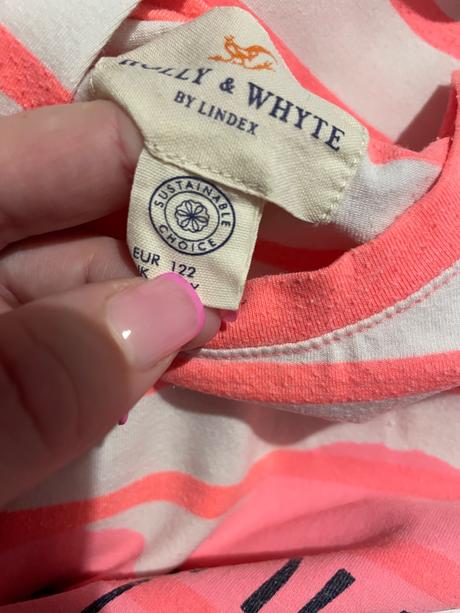 HOLLY & WHYTE
BY LINDEX
SUSTAINABLE
CHOICE
EUR 122